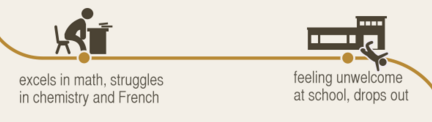 excels in math, struggles
in chemistry and French
feeling unwelcome
at school, drops out